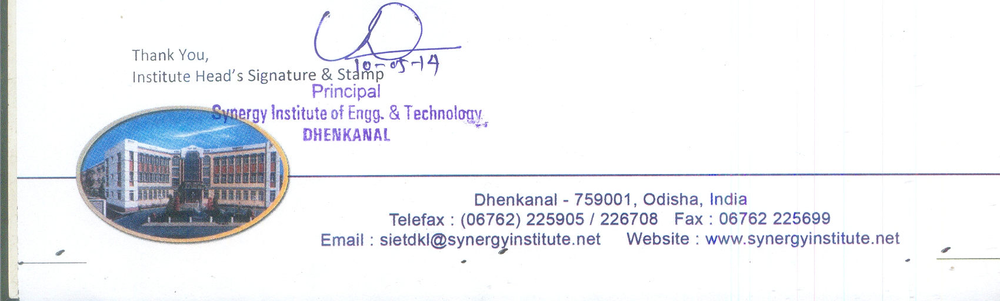 Thank You,
10-05-14
Institute Head's Signature & Stamp
Principal
Synergy Institute of Engg. & Technology
DHENKANAL
Dhenkanal - 759001, Odisha, India
Telefax : (06762) 225905 / 226708 Fax : 06762 225699
Email : sietdkl@synergyinstitute.net Website : www.synergyinstitute.net